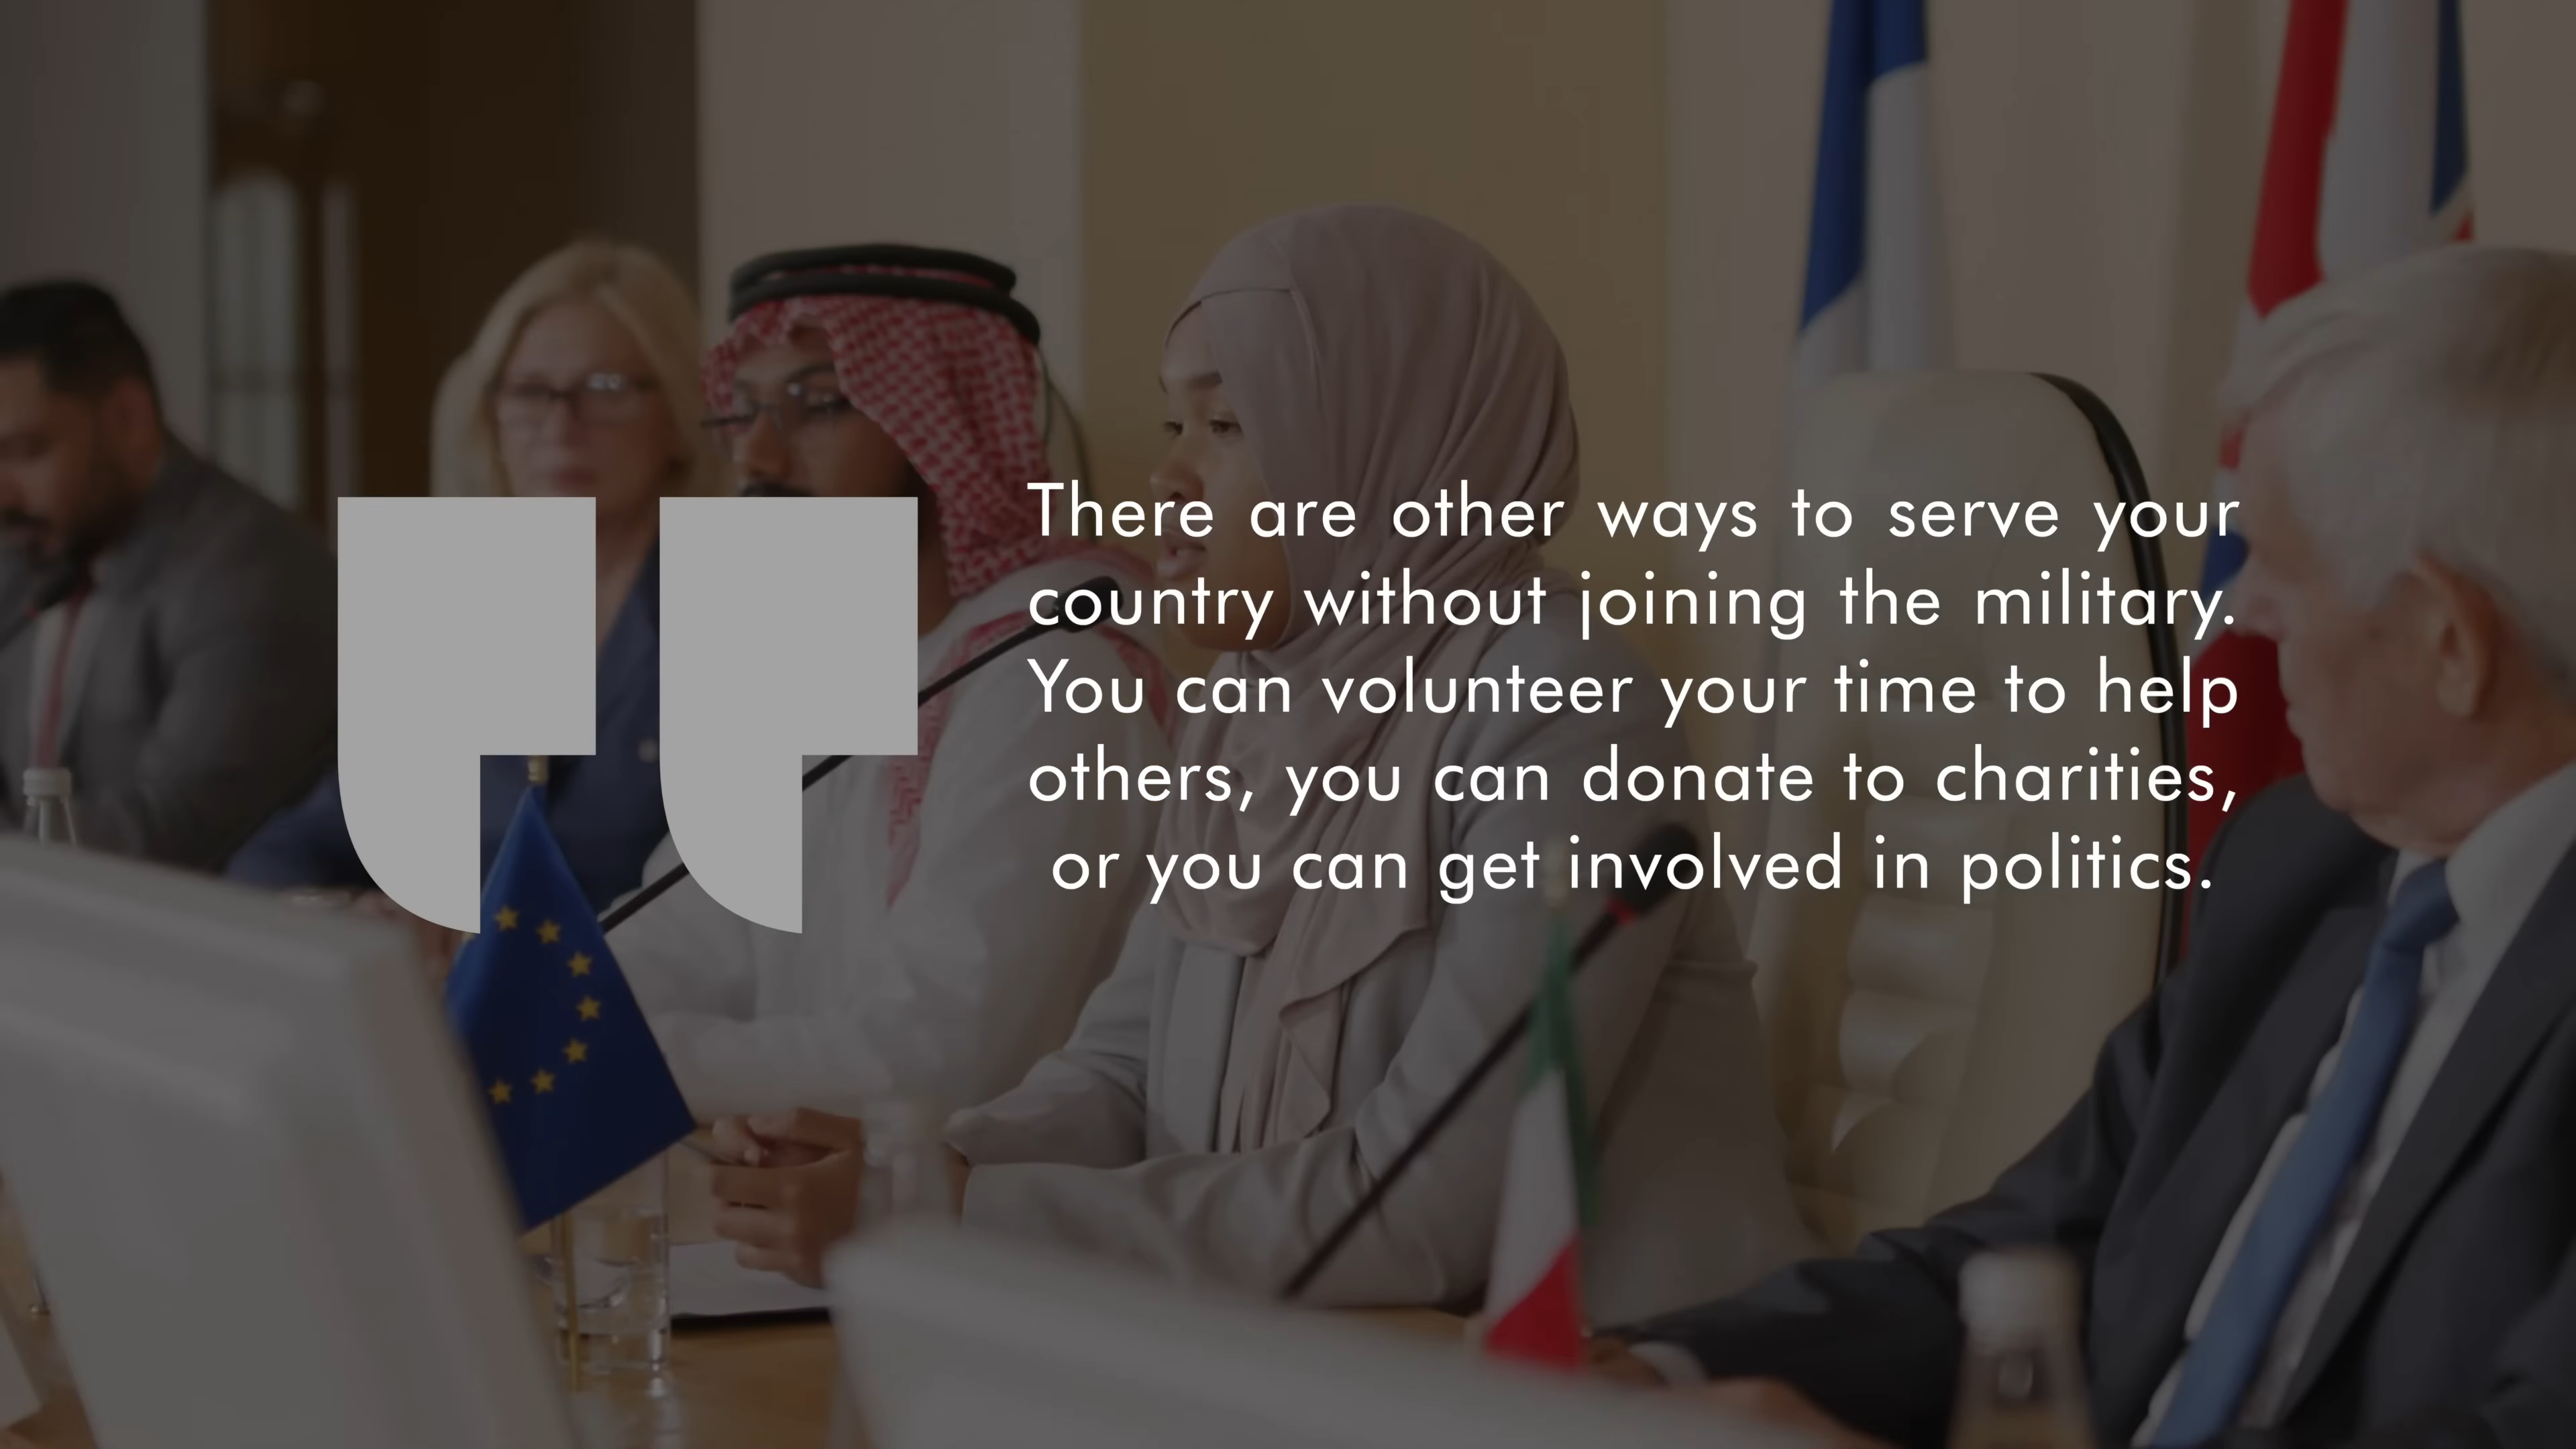 There are other ways to serve your
country without joining the military.
You can volunteer your time to help
others, you can donate to charities,
or you can get involved in politics.